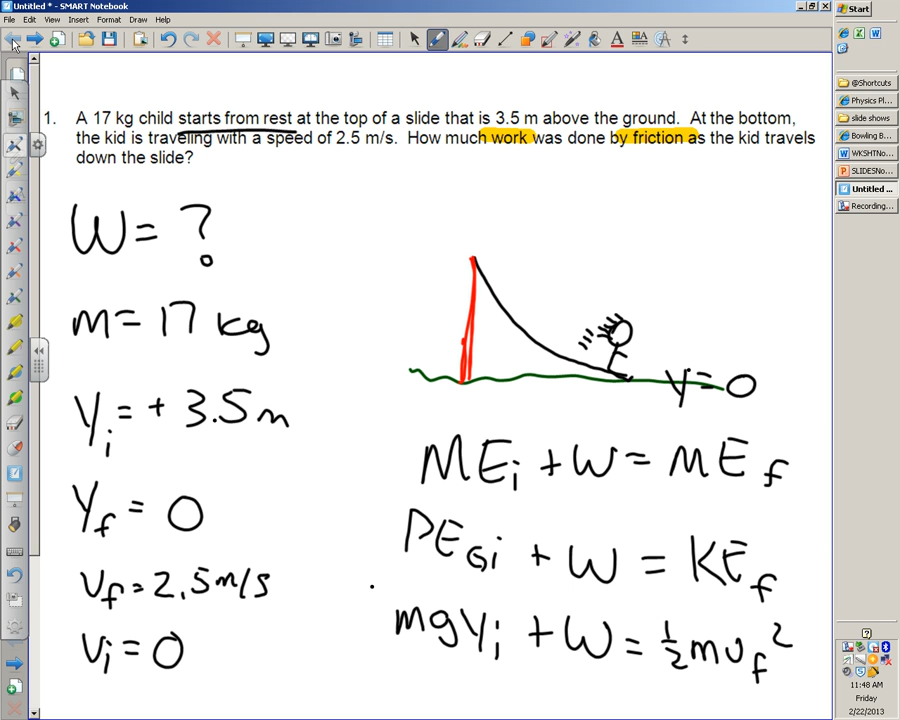 Untitled * - SMART Notebook
File Edit View Insert Format Draw Help
1. A 17 kg child starts from rest at the top of a slide that is 3.5 m above the ground. At the bottom,
the kid is traveling with a speed of 2.5 m/s. How much work was done by friction as the kid travels
down the slide?
W = ?
m = 17 kg
Yi = + 3.5 m
Yf = 0
Vf = 2.5 m/s
Vi = 0
Y = 0
MEi + W = MEf
PEGi + W = KEf
mgYi + W = 1/2 mvf²
Start
@Shortcuts
Physics Pl...
slide shows
Bowling B...
WKSHTNo...
SLIDESNo...
Untitled ...
Recording...
11:48 AM
Friday
2/22/2013